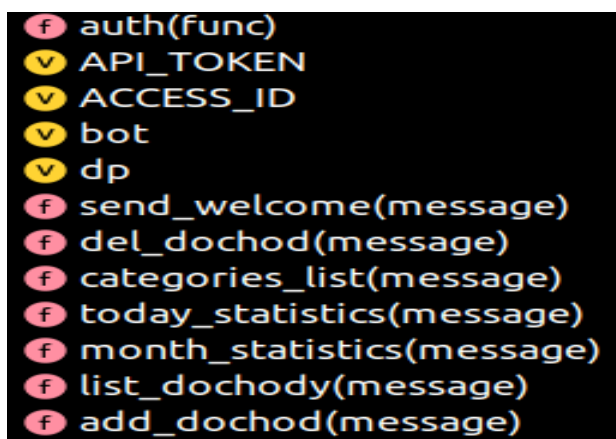 f auth(func)
v API_TOKEN
v ACCESS_ID
v bot
v dp
f send_welcome(message)
f del_dochod(message)
f categories_list(message)
f today_statistics(message)
f month_statistics(message)
f list_dochody(message)
f add_dochod(message)